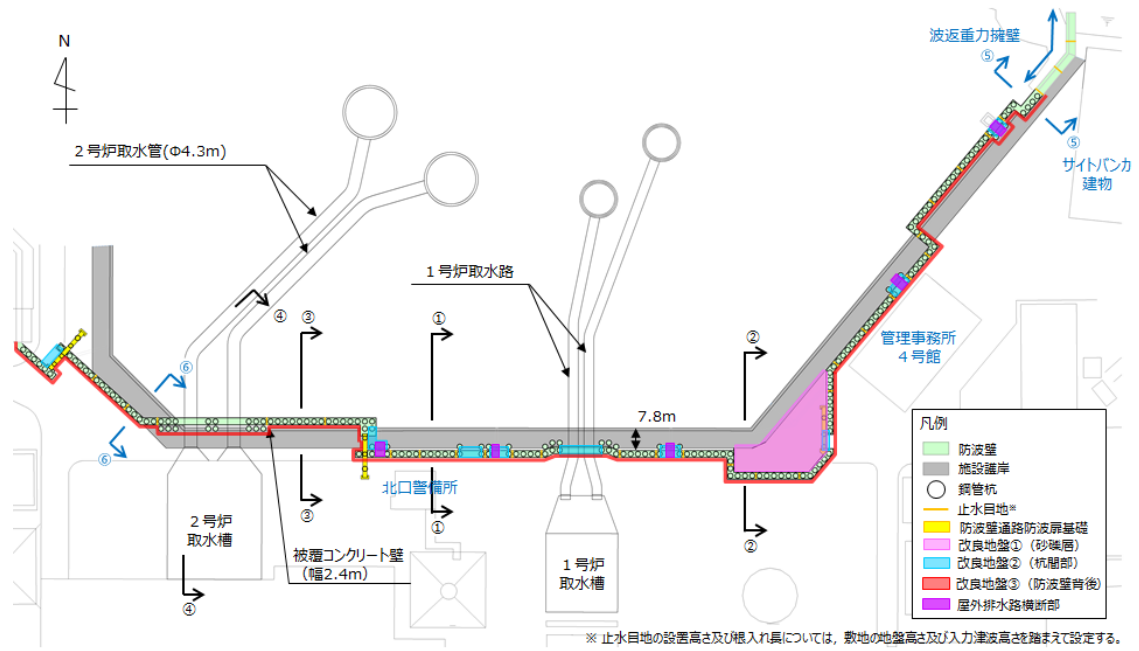 N
2号炉取水管(Φ4.3m)
1号炉取水路
波返重力擁壁
⑤
⑤
サイトバンカ
建物
④
③
①
②
⑥
⑥
7.8m
管理事務所
4号館
北口警備所
③
①
②
2号炉
取水槽
被覆コンクリート壁
(幅2.4m)
1号炉
取水槽
④
凡例
防波壁
施設護岸
鋼管杭
止水目地※
防波壁通路防波扉基礎
改良地盤①(砂礫層)
改良地盤②(杭間部)
改良地盤③(防波壁背後)
屋外排水路横断部
※ 止水目地の設置高さ及び根入れ長については,敷地の地盤高さ及び入力津波高さを踏まえて設定する。